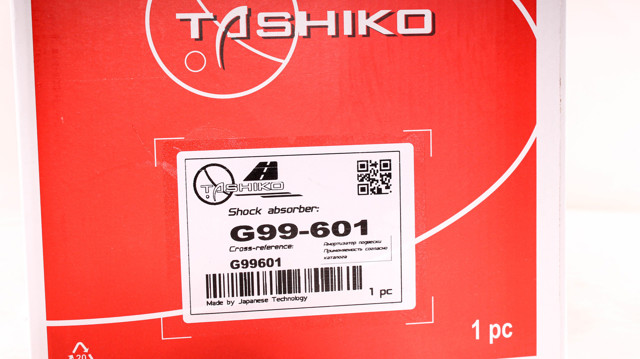 TASHIKO
TASHIKO
Shock absorber:
G99-601
Cross-reference:
G99601
Амортизатор подвески
Применяемость согласно
каталога
Made by Japanese Technology
1 pc
1 pc
20